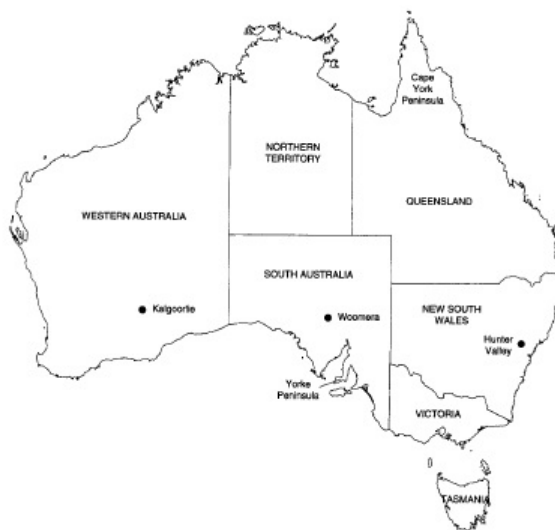 Cape
York
Peninsula
NORTHERN
TERRITORY
QUEENSLAND
WESTERN AUSTRALIA
SOUTH AUSTRALIA
Kalgoorlie
Woomera
NEW SOUTH
WALES
Hunter
Valley
Yorke
Peninsula
VICTORIA
TASMANIA